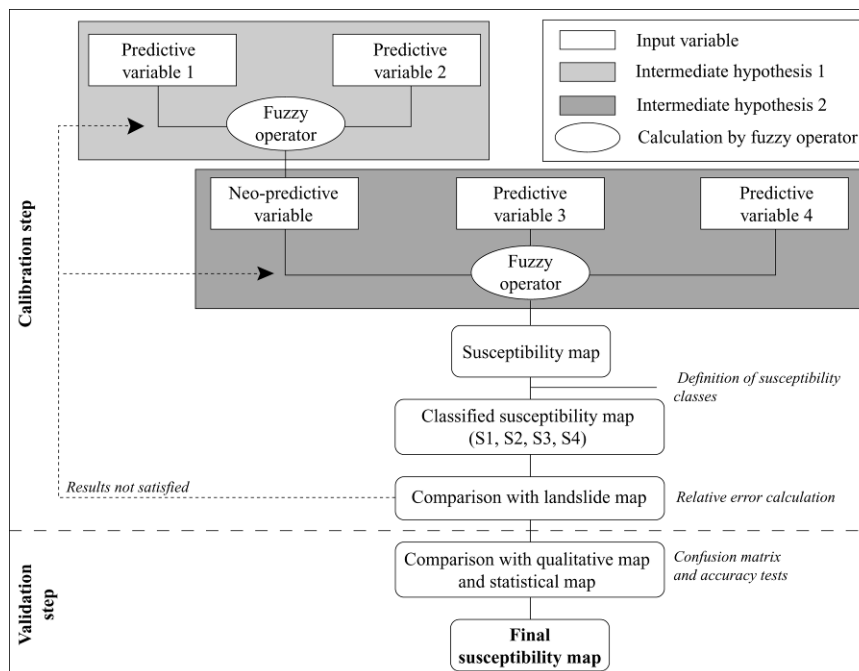 Predictive
variable 1
Predictive
variable 2
Fuzzy
operator
Input variable
Intermediate hypothesis 1
Intermediate hypothesis 2
Calculation by fuzzy operator
Neo-predictive
variable
Predictive
variable 3
Predictive
variable 4
Fuzzy
operator
Calibration step
Susceptibility map
Definition of susceptibility
classes
Classified susceptibility map
(S1, S2, S3, S4)
Results not satisfied
Comparison with landslide map
Relative error calculation
Validation
step
Comparison with qualitative map
and statistical map
Confusion matrix
and accuracy tests
Final
susceptibility map